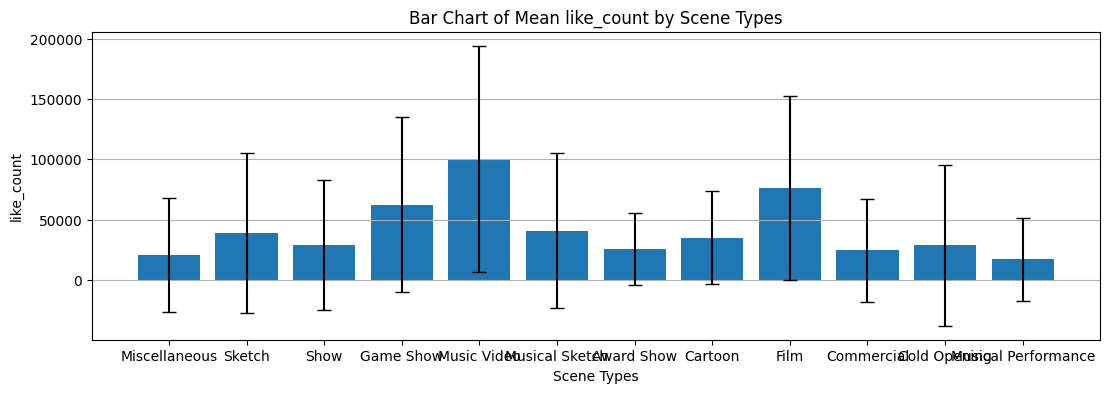 Bar Chart of Mean like_count by Scene Types
200000
150000
100000
50000
0
like_count
Miscellaneous Sketch Show Game Show Music Video Musical Sketch Award Show Cartoon Film Commercial Cold Opening Musical Performance
Scene Types